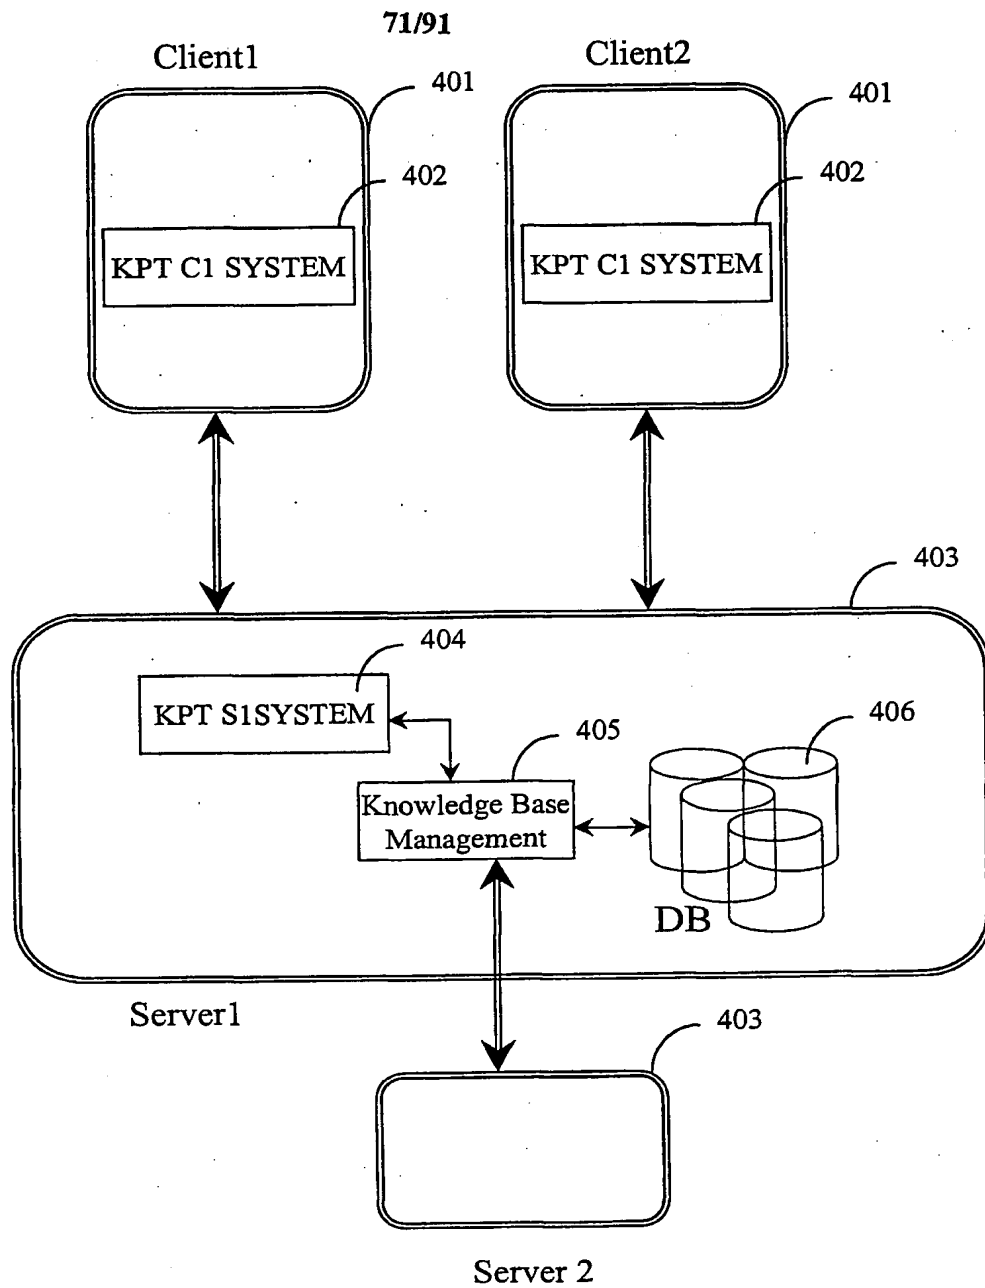 71/91
Client1
Client2
401
401
402
402
KPT C1 SYSTEM
KPT C1 SYSTEM
403
404
KPT S1SYSTEM
406
405
Knowledge Base
Management
DB
Server1
403
Server 2